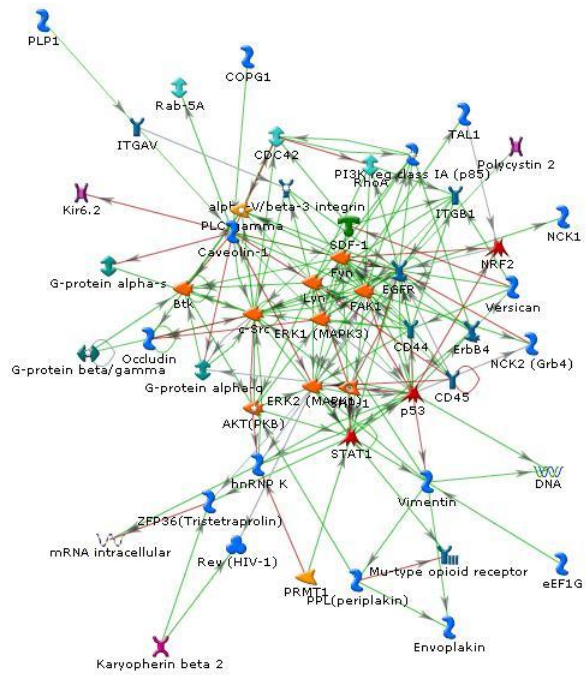 PLP1
COPG1
Rab-5A
TAL1
ITGAV
CDC42
Polycystin 2
PI3K reg class IA (p85)
RhoA
Kir6.2
alpha-V/beta-3 integrin
ITGB1
PLC-gamma
NCK1
Caveolin-1
SDF-1
NRF2
Fyn
G-protein alpha-s
EGFR
Btk
Lyn
FAK1
Versican
c-Src
ERK1 (MAPK3)
CD44
ErbB4
Occludin
NCK2 (Grb4)
G-protein beta/gamma
G-protein alpha-q
CD45
ERK2 (MAPK1)
SHP-1
p53
AKT(PKB)
STAT1
hnRNP K
DNA
Vimentin
ZFP36(Tristetraprolin)
mRNA intracellular
Rev (HIV-1)
Mu-type opioid receptor
eEF1G
PRMT1
PPL(periplakin)
Envoplakin
Karyopherin beta 2